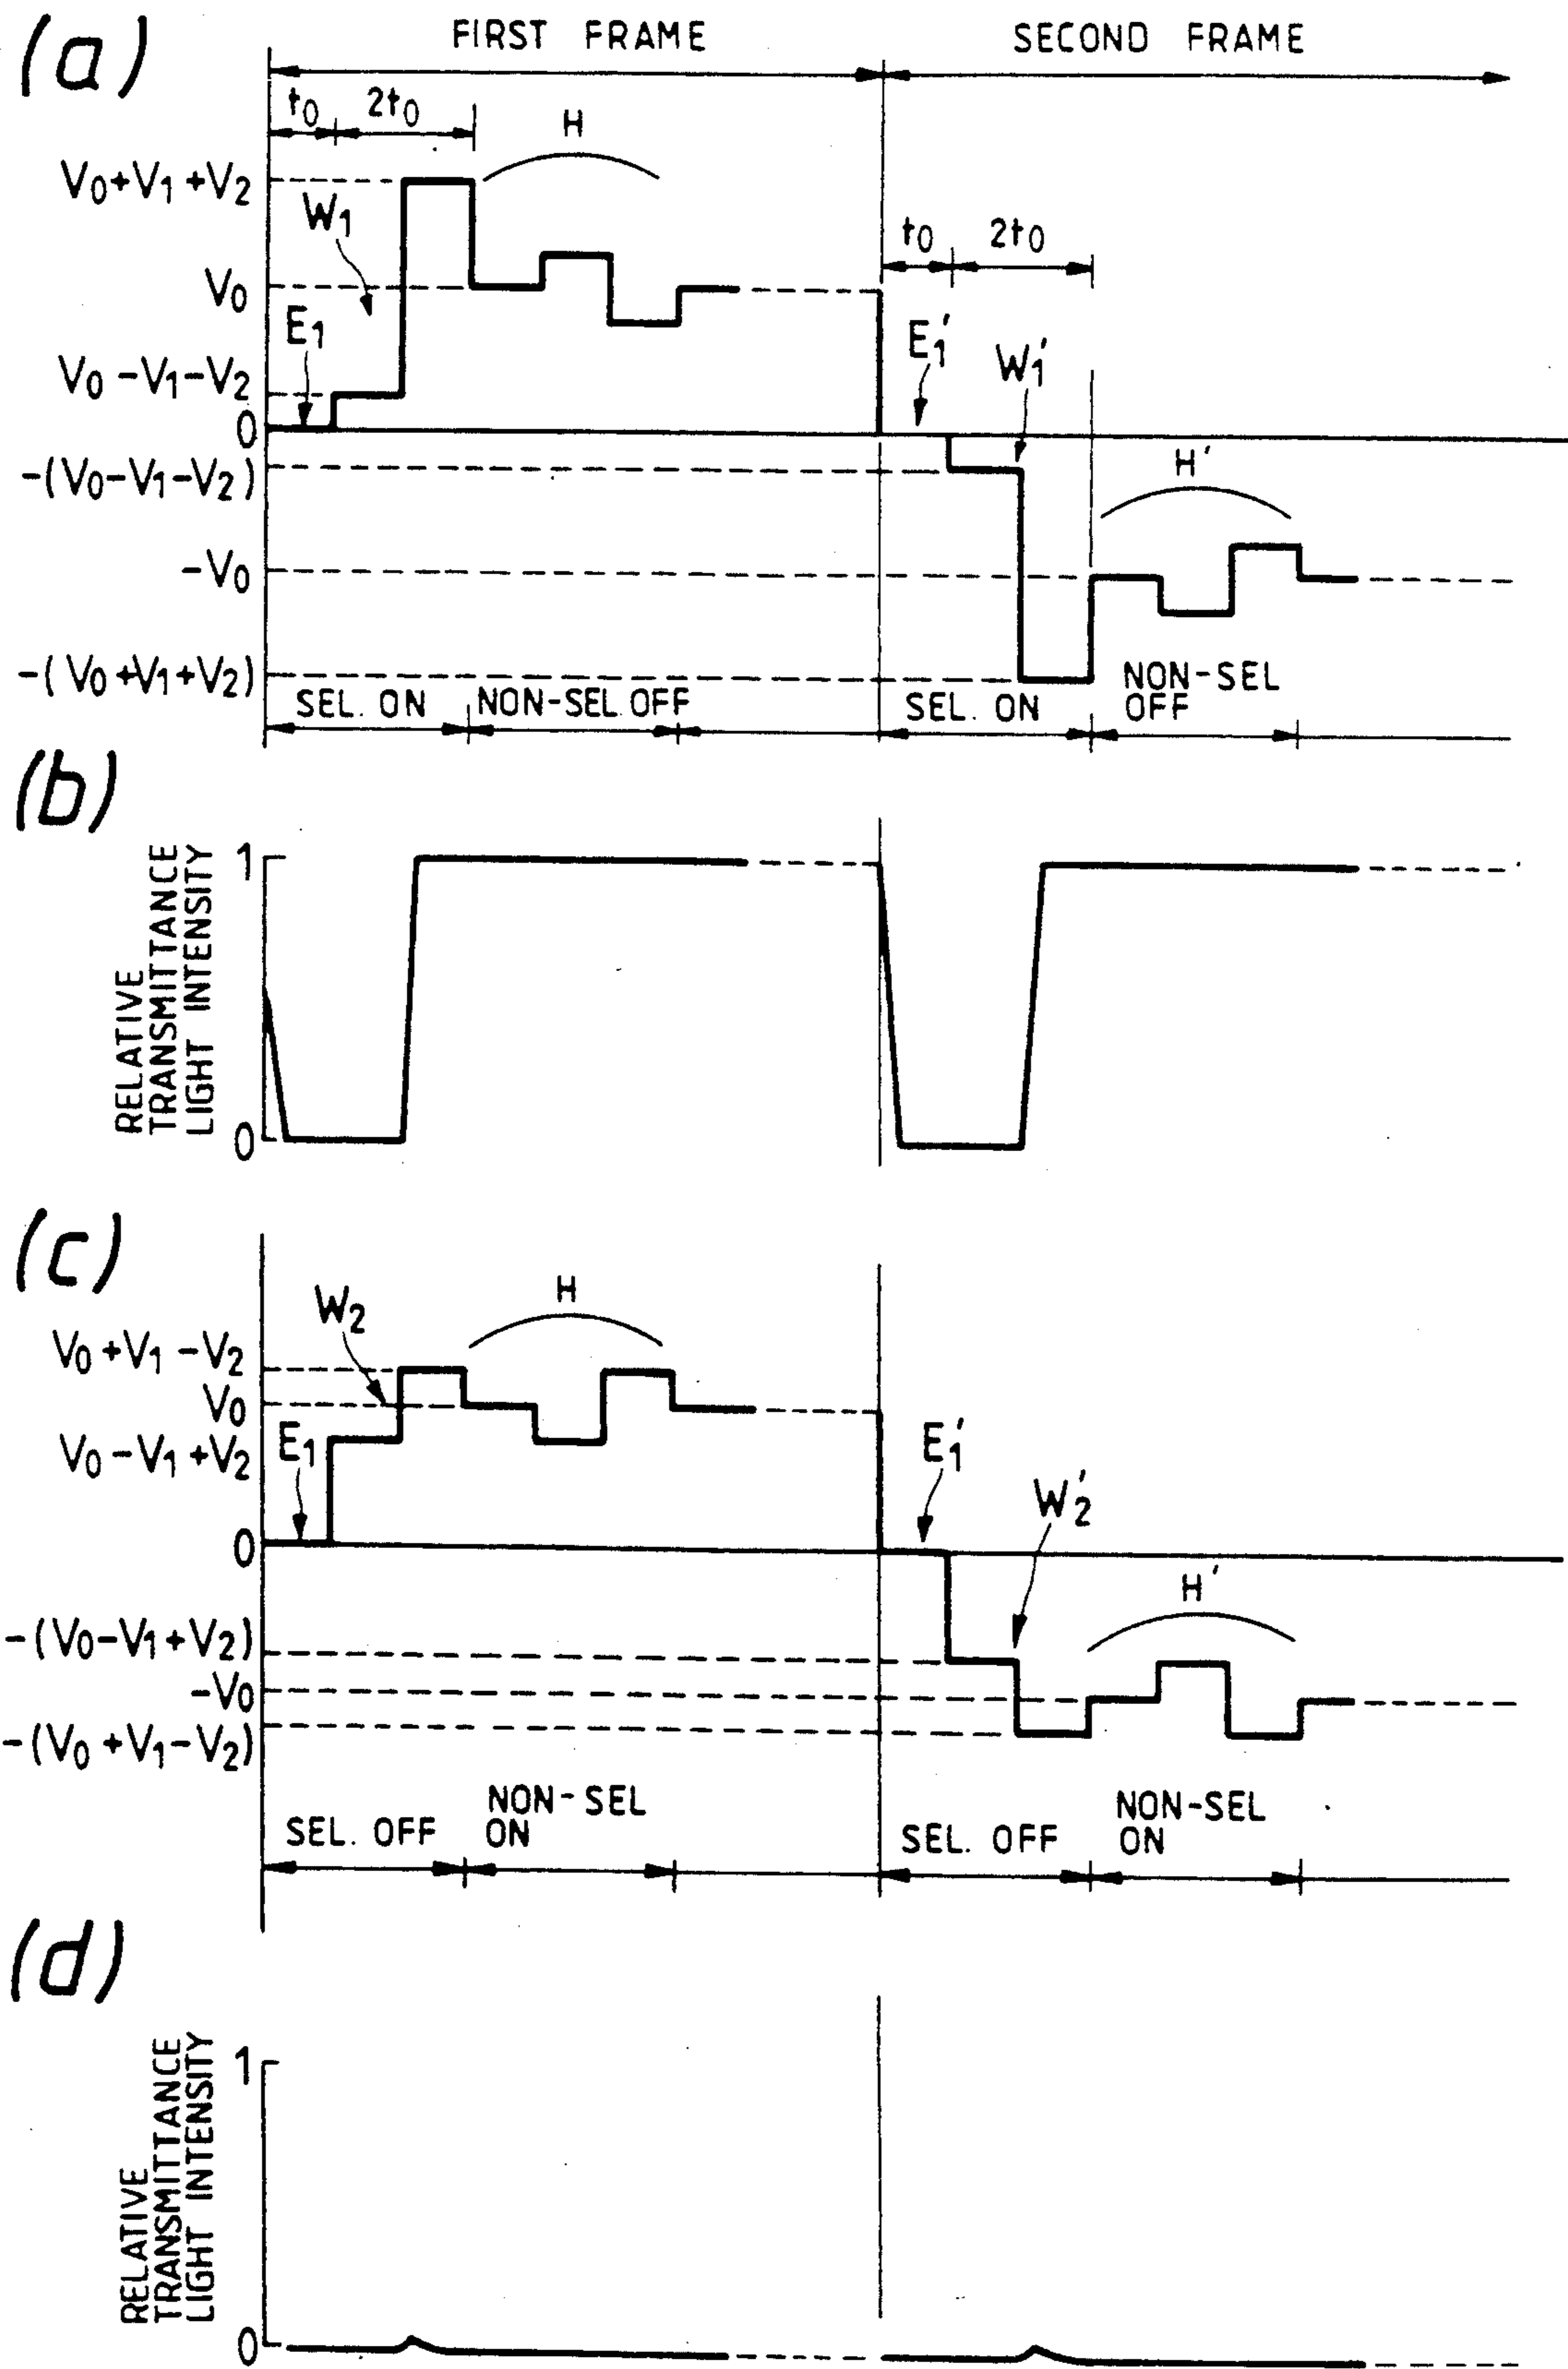 (a)
FIRST FRAME
SECOND FRAME
t0
2t0
H
V0+V1+V2
W1
V0
E1
V0-V1-V2
0
t0
2t0
E1'
W1'
-(V0-V1-V2)
H'
-V0
-(V0+V1+V2)
SEL. ON
NON-SEL.OFF
SEL. ON
NON-SEL
OFF
(b)
RELATIVE
TRANSMITTANCE
LIGHT INTENSITY
1
0
(c)
W2
H
V0+V1-V2
V0
V0-V1+V2
E1
0
E1'
W2'
-(V0-V1+V2)
H'
-V0
-(V0+V1-V2)
SEL. OFF
NON-SEL
ON
SEL. OFF
NON-SEL
ON
(d)
RELATIVE
TRANSMITTANCE
LIGHT INTENSITY
1
0